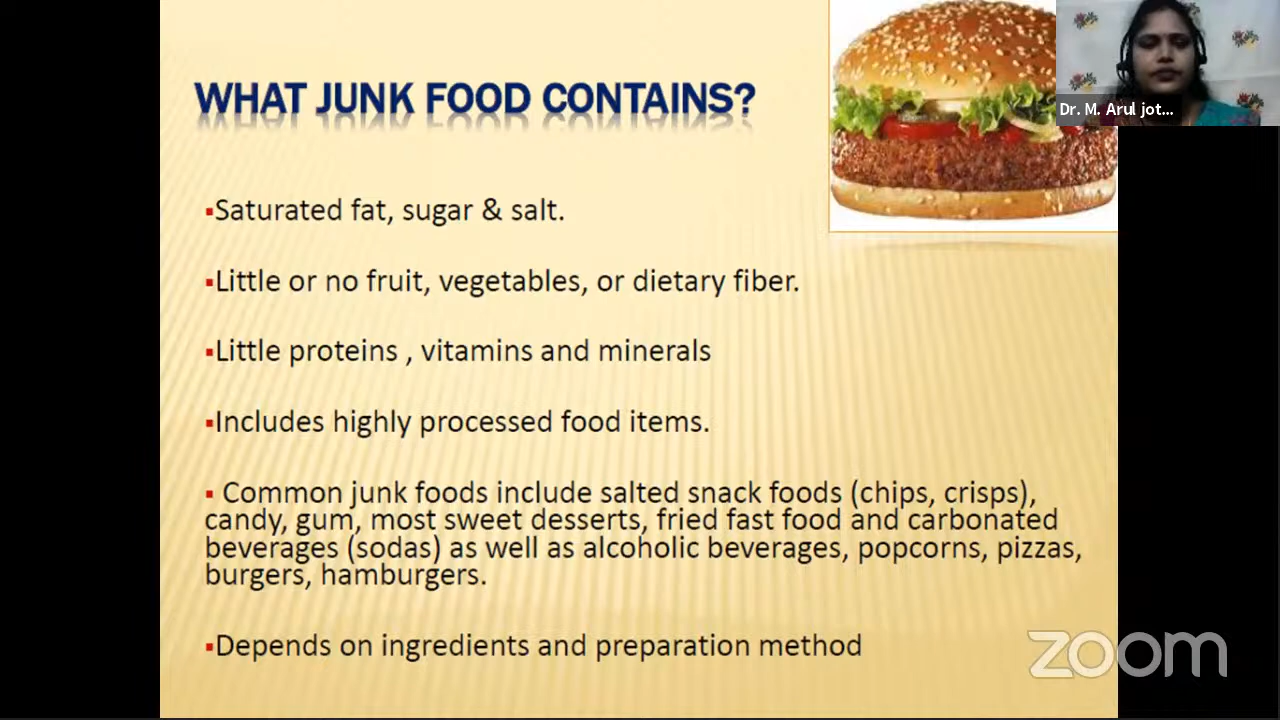 WHAT JUNK FOOD CONTAINS?
Dr. M. Arul jot...
▪Saturated fat, sugar & salt.
▪Little or no fruit, vegetables, or dietary fiber.
▪Little proteins , vitamins and minerals
▪Includes highly processed food items.
▪ Common junk foods include salted snack foods (chips, crisps),
candy, gum, most sweet desserts, fried fast food and carbonated
beverages (sodas) as well as alcoholic beverages, popcorns, pizzas,
burgers, hamburgers.
▪Depends on ingredients and preparation method
zoom